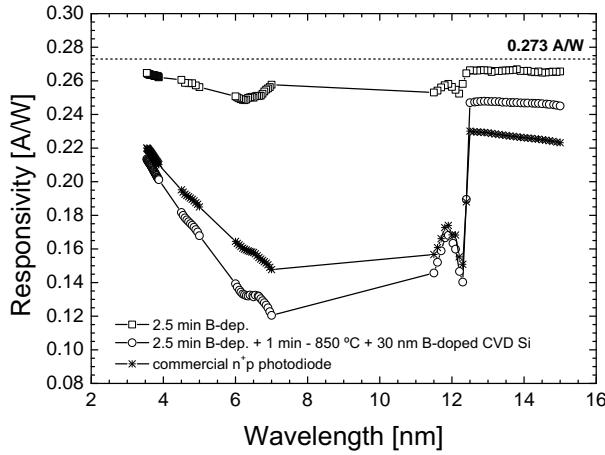 0.30
0.28
0.26
0.24
0.22
0.20
0.18
0.16
0.14
0.12
0.10
0.08
Responsivity [A/W]
0.273 A/W
2.5 min B-dep.
2.5 min B-dep. + 1 min - 850 ºC + 30 nm B-doped CVD Si
commercial n⁺p photodiode
2 4 6 8 10 12 14 16
Wavelength [nm]